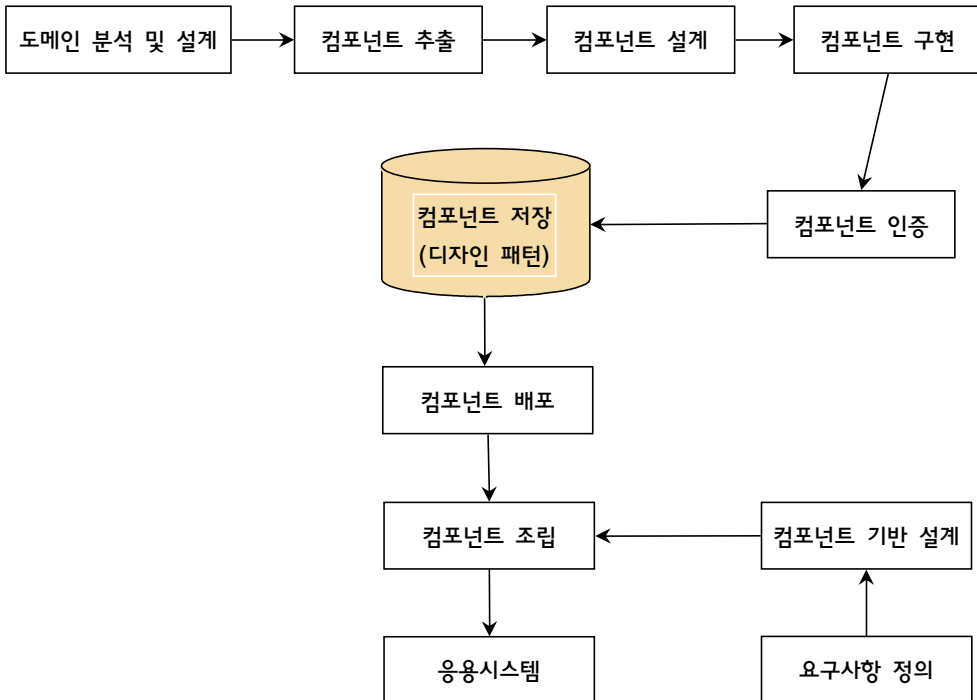 도메인 분석 및 설계
컴포넌트 추출
컴포넌트 설계
컴포넌트 구현
컴포넌트 인증
컴포넌트 저장
(디자인 패턴)
컴포넌트 배포
컴포넌트 조립
컴포넌트 기반 설계
응용시스템
요구사항 정의